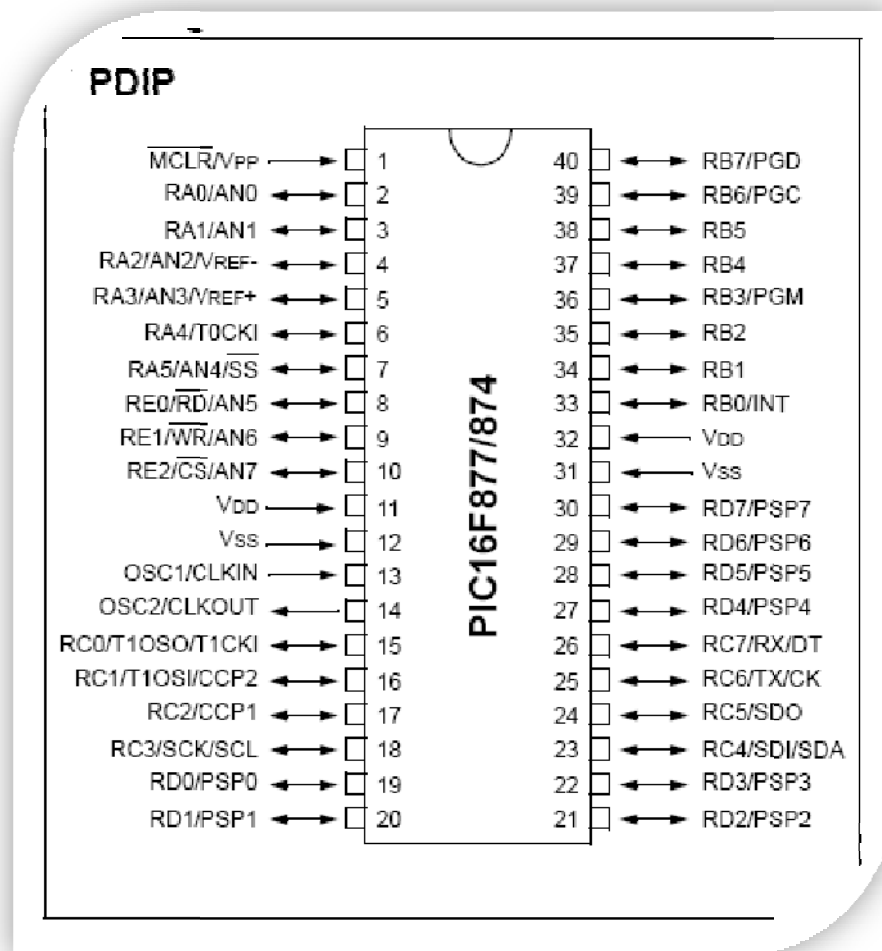 PDIP
MCLR/VPP 1 40 RB7/PGD
RA0/AN0 2 39 RB6/PGC
RA1/AN1 3 38 RB5
RA2/AN2/VREF- 4 37 RB4
RA3/AN3/VREF+ 5 36 RB3/PGM
RA4/T0CKI 6 35 RB2
RA5/AN4/SS 7 34 RB1
RE0/RD/AN5 8 33 RB0/INT
RE1/WR/AN6 9 32 VDD
RE2/CS/AN7 10 31 VSS
VDD 11 30 RD7/PSP7
VSS 12 29 RD6/PSP6
OSC1/CLKIN 13 28 RD5/PSP5
OSC2/CLKOUT 14 27 RD4/PSP4
RC0/T1OSO/T1CKI 15 26 RC7/RX/DT
RC1/T1OSI/CCP2 16 25 RC6/TX/CK
RC2/CCP1 17 24 RC5/SDO
RC3/SCK/SCL 18 23 RC4/SDI/SDA
RD0/PSP0 19 22 RD3/PSP3
RD1/PSP1 20 21 RD2/PSP2
PIC16F877/874